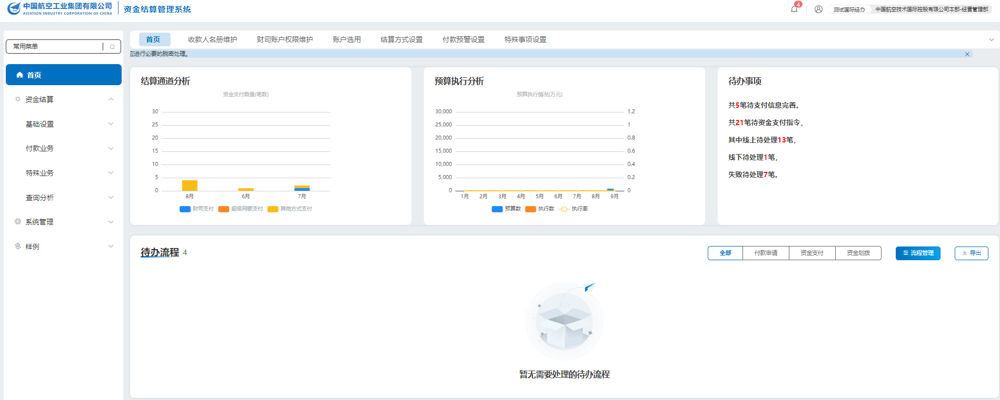 中国航空工业集团有限公司
AVIATION INDUSTRY CORPORATION OF CHINA
资金结算管理系统
4
测试国际经办
中国航空技术国际控股有限公司本部-经营管理部
常用菜单
首页
资金结算
基础设置
付款业务
特殊业务
查询分析
系统管理
样例
首页
收款人名册维护
财司账户权限维护
账户选用
结算方式设置
付款预警设置
特殊事项设置
应进行必要的脱密处理。
结算通道分析
资金支付数量(笔数)
30
25
20
15
10
5
0
8月
6月
7月
财司支付
超级网银支付
其他方式支付
预算执行分析
预算执行情况(万元)
30,000
25,000
20,000
15,000
10,000
5,000
0
1.2
1
0.8
0.6
0.4
0.2
0
1月
2月
3月
4月
5月
6月
7月
8月
9月
预算数
执行数
执行率
待办事项
共5笔待支付信息完善。
共21笔待资金支付指令，
其中线上待处理13笔，
线下待处理1笔，
失败待处理7笔。
待办流程 4
全部
付款申请
资金支付
资金划拨
流程管理
导出
暂无需要处理的待办流程